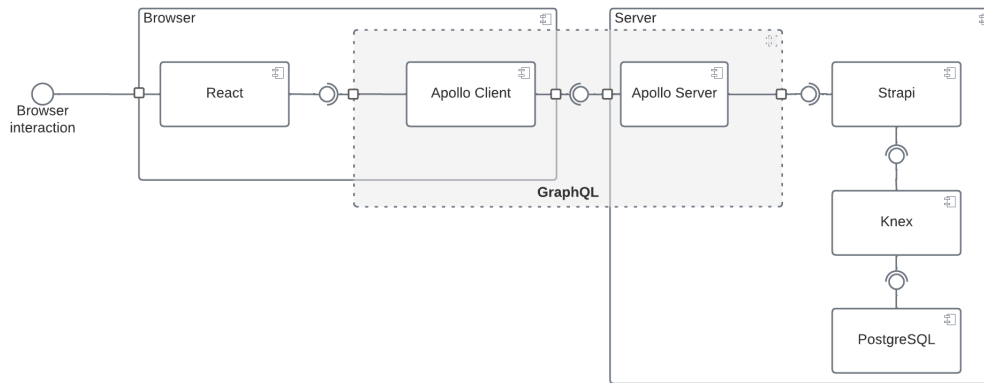 Browser
Server
React
Apollo Client
Apollo Server
Strapi
Browser
interaction
GraphQL
Knex
PostgreSQL